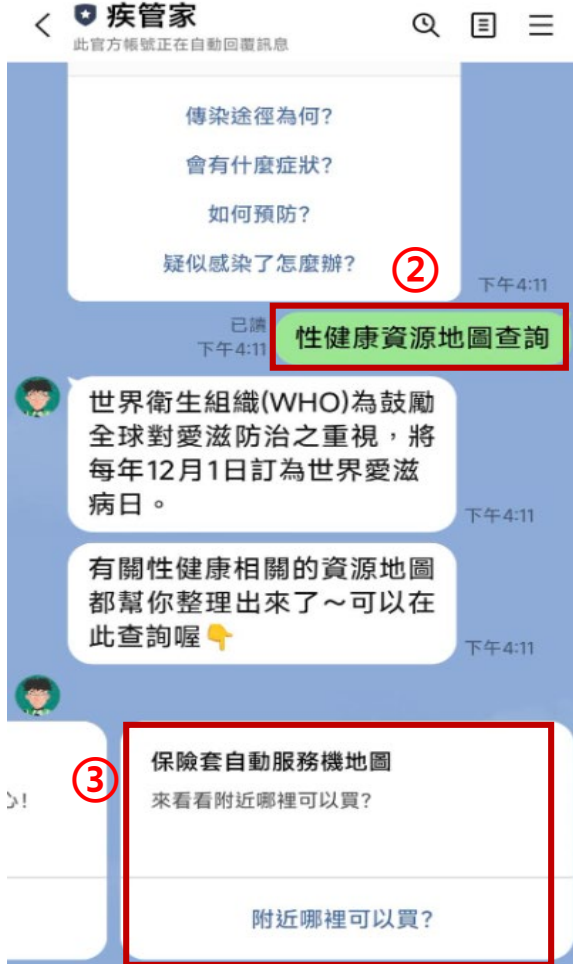 疾管家
此官方帳號正在自動回覆訊息
傳染途徑為何?
會有什麼症狀?
如何預防?
疑似感染了怎麼辦?
②
下午4:11
已讀
下午4:11
性健康資源地圖查詢
世界衛生組織(WHO)為鼓勵
全球對愛滋防治之重視，將
每年12月1日訂為世界愛滋
病日。
下午4:11
有關性健康相關的資源地圖
都幫你整理出來了～可以在
此查詢喔👇
下午4:11
③
保險套自動服務機地圖
心!
來看看附近哪裡可以買?
附近哪裡可以買?